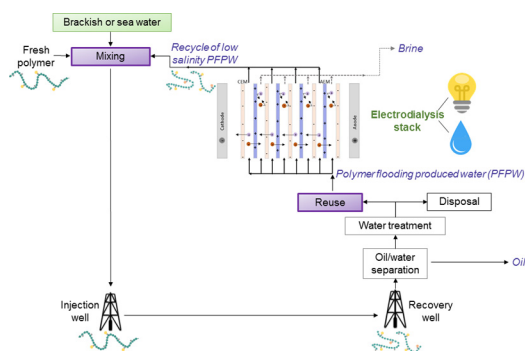 Brackish or sea water
Fresh
polymer
Mixing
Recycle of low
salinity PFPW
Brine
CEM
AEM
Cathode
Anode
Electrodialysis
stack
Polymer flooding produced water (PFPW)
Reuse
Disposal
Water treatment
Oil/water
separation
Oil
Injection
well
Recovery
well